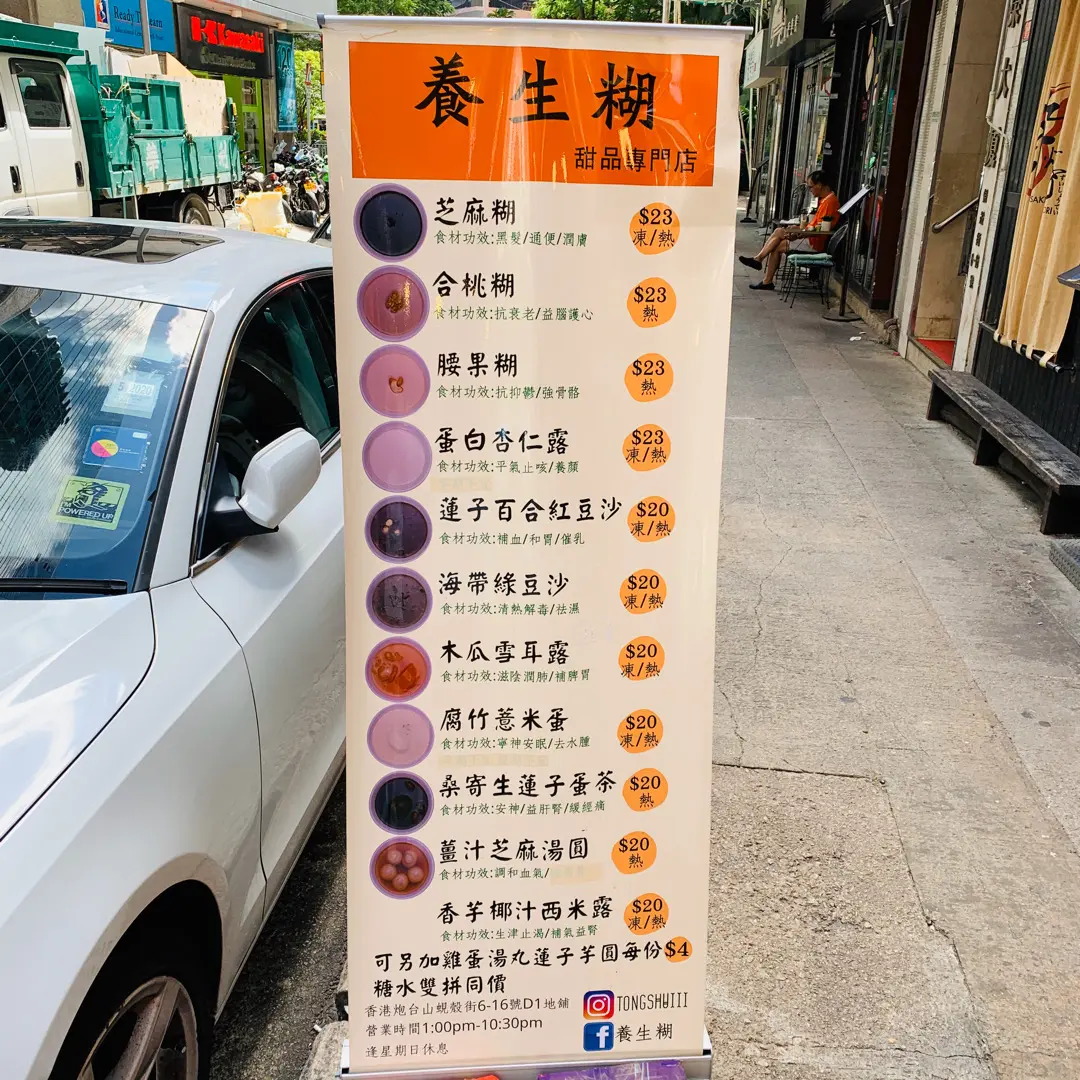 Kawasaki
養生糊
甜品專門店
芝麻糊
食材功效:黑髮/通便/潤膚
$23
凍/熱
合桃糊
食材功效:抗衰老/益腦護心
$23
熱
腰果糊
食材功效:抗抑鬱/強骨骼
$23
熱
蛋白杏仁露
食材功效:平氣止咳/養顏
$23
凍/熱
蓮子百合紅豆沙
食材功效:補血/和胃/催乳
$20
凍/熱
海帶綠豆沙
食材功效:清熱解毒/祛濕
$20
凍/熱
木瓜雪耳露
食材功效:滋陰潤肺/補脾胃
$20
凍/熱
腐竹薏米蛋
食材功效:寧神安眠/去水腫
$20
凍/熱
桑寄生蓮子蛋茶
食材功效:安神/益肝腎/緩經痛
$20
熱
薑汁芝麻湯圓
食材功效:調和血氣/
$20
熱
香芋椰汁西米露
食材功效:生津止渴/補氣益腎
$20
凍/熱
可另加雞蛋湯丸蓮子芋圓每份$4
糖水雙拼同價
香港炮台山蜆殼街6-16號D1地舖
營業時間1:00pm-10:30pm
逢星期日休息
TONGSHUIII
養生糊
POWERED UP